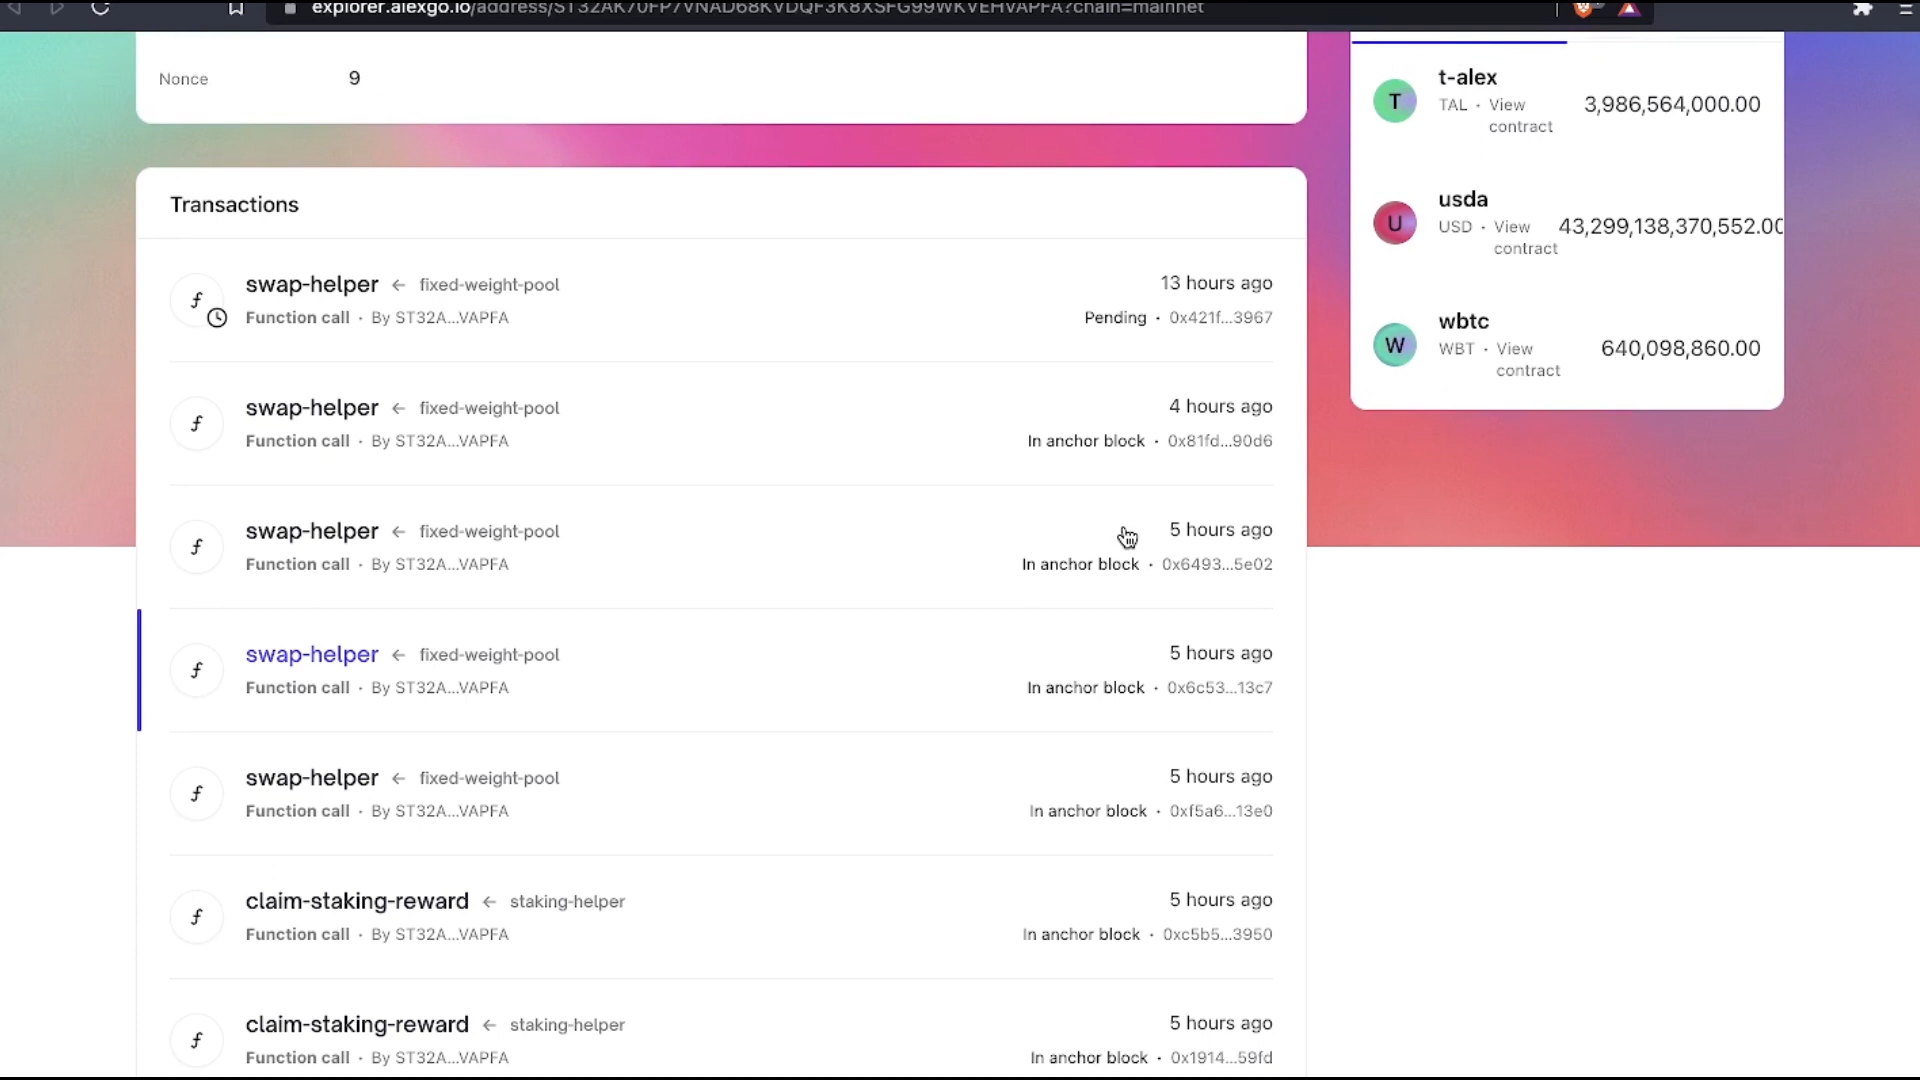 explorer.alexgo.io/address/ST32AK70FP7VNAD68KVDQF3K8XSFG99WKVEHVAPFA?chain=mainnet
Nonce 9
Transactions
swap-helper ← fixed-weight-pool 13 hours ago
Function call · By ST32A...VAPFA Pending · 0x421f...3967
swap-helper ← fixed-weight-pool 4 hours ago
Function call · By ST32A...VAPFA In anchor block · 0x81fd...90d6
swap-helper ← fixed-weight-pool 5 hours ago
Function call · By ST32A...VAPFA In anchor block · 0x6493...5e02
swap-helper ← fixed-weight-pool 5 hours ago
Function call · By ST32A...VAPFA In anchor block · 0x6c53...13c7
swap-helper ← fixed-weight-pool 5 hours ago
Function call · By ST32A...VAPFA In anchor block · 0xf5a6...13e0
claim-staking-reward ← staking-helper 5 hours ago
Function call · By ST32A...VAPFA In anchor block · 0xc5b5...3950
claim-staking-reward ← staking-helper 5 hours ago
Function call · By ST32A...VAPFA In anchor block · 0x1914...59fd
T t-alex
TAL · View contract 3,986,564,000.00
U usda
USD · View contract 43,299,138,370,552.00
W wbtc
WBT · View contract 640,098,860.00